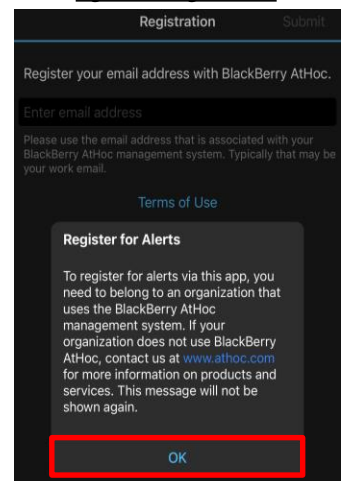 Registration Submit
Register your email address with BlackBerry AtHoc.
Enter email address
Please use the email address that is associated with your
BlackBerry AtHoc management system. Typically that may be
your work email.
Terms of Use
Register for Alerts
To register for alerts via this app, you
need to belong to an organization that
uses the BlackBerry AtHoc
management system. If your
organization does not use BlackBerry
AtHoc, contact us at www.athoc.com
for more information on products and
services. This message will not be
shown again.
OK